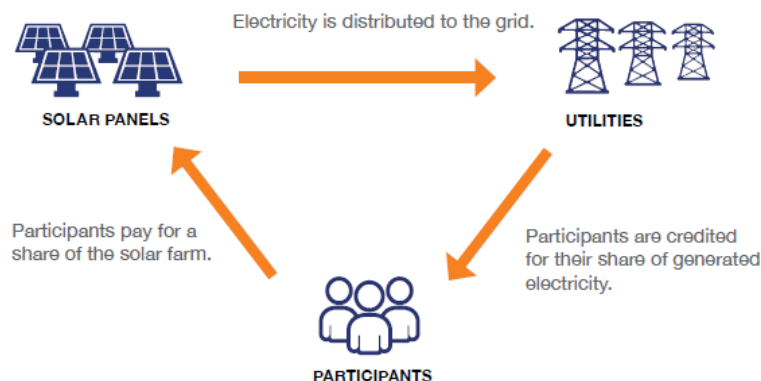 Electricity is distributed to the grid.
SOLAR PANELS
UTILITIES
Participants pay for a
share of the solar farm.
Participants are credited
for their share of generated
electricity.
PARTICIPANTS